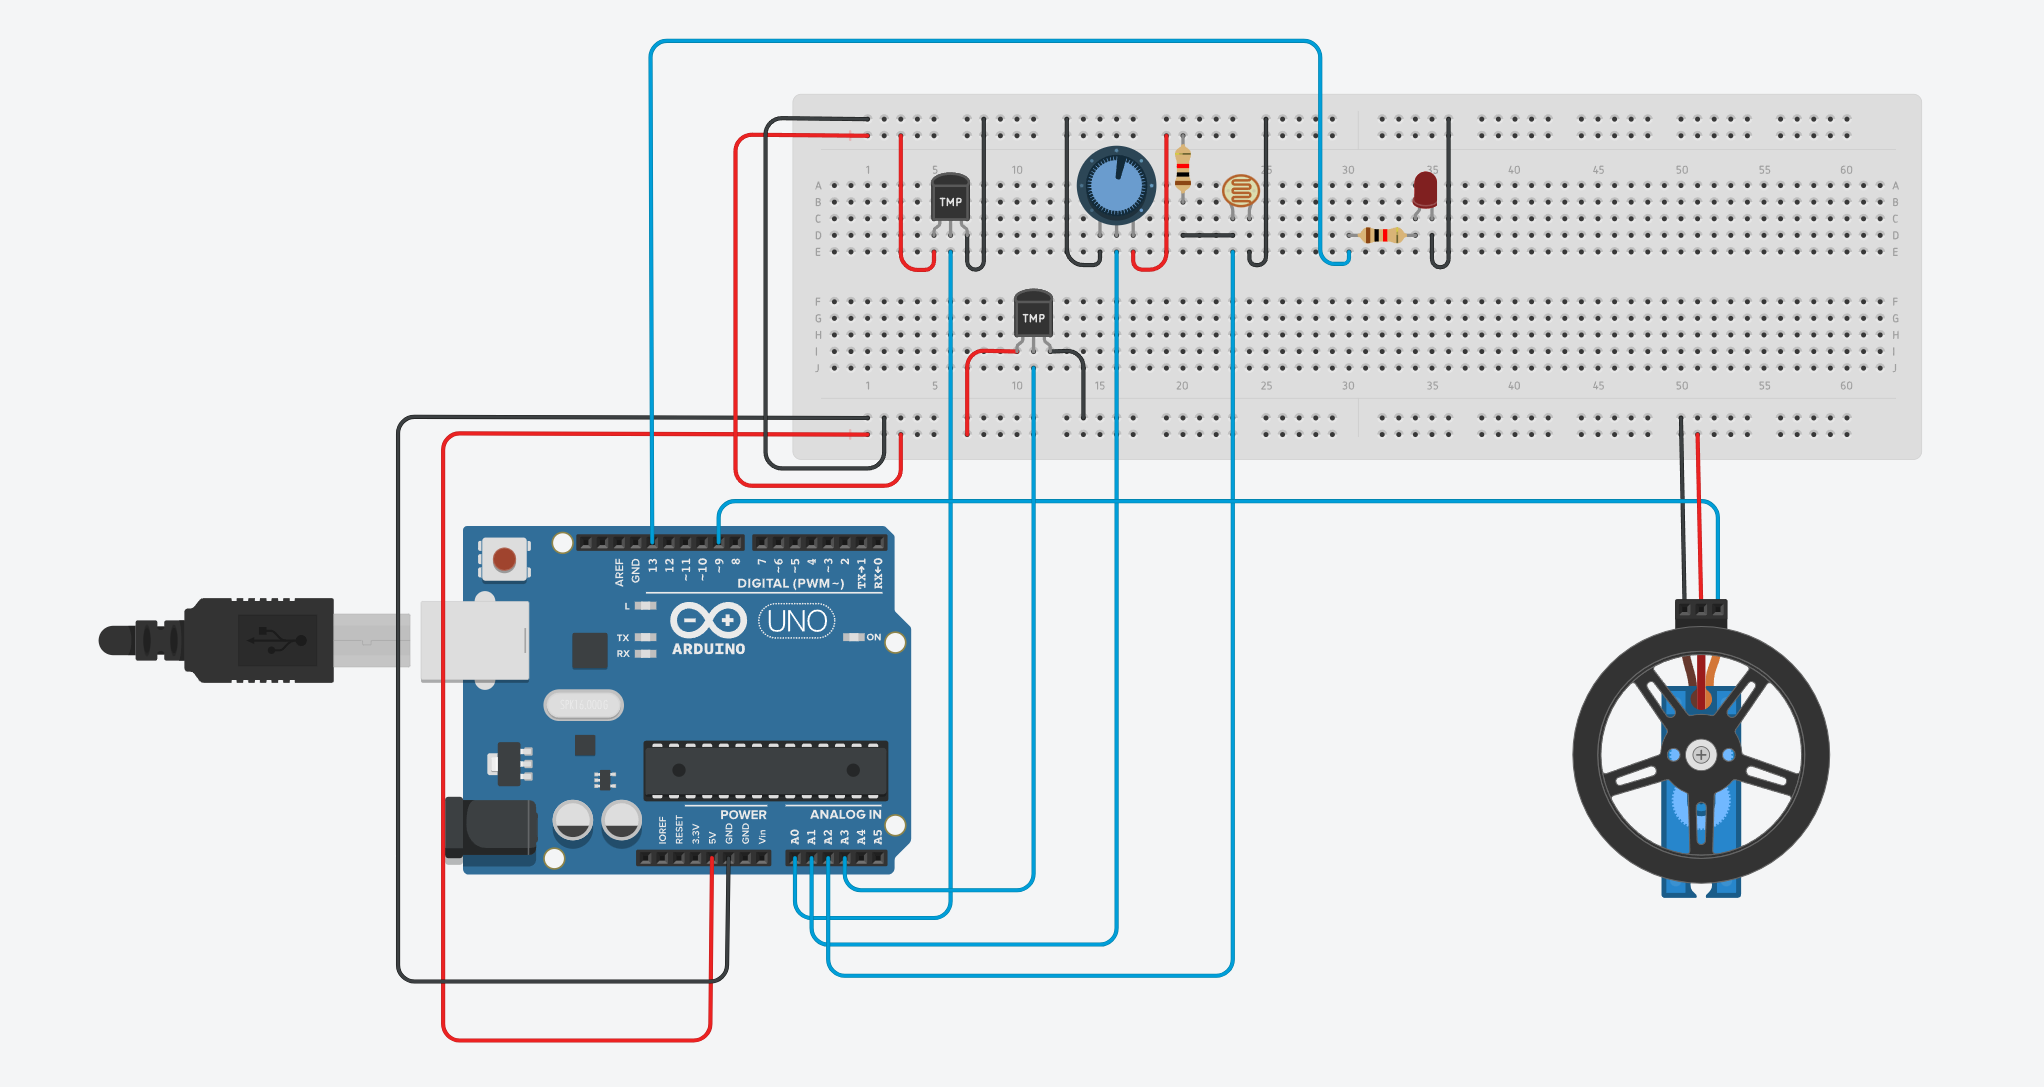 1 5 10 15 20 25 30 35 40 45 50 55 60
A A
B B
C C
D D
E E
TMP
F F
G G
H H
I I
J J
TMP
1 5 10 15 20 25 30 35 40 45 50 55 60
AREF GND 13 12 ~11 ~10 ~9 8 7 ~6 ~5 4 ~3 2 TX→1 RX←0
DIGITAL (PWM~)
L
TX
RX
ARDUINO
UNO
ON
POWER
ANALOG IN
IOREF RESET 3.3V 5V GND GND Vin A0 A1 A2 A3 A4 A5